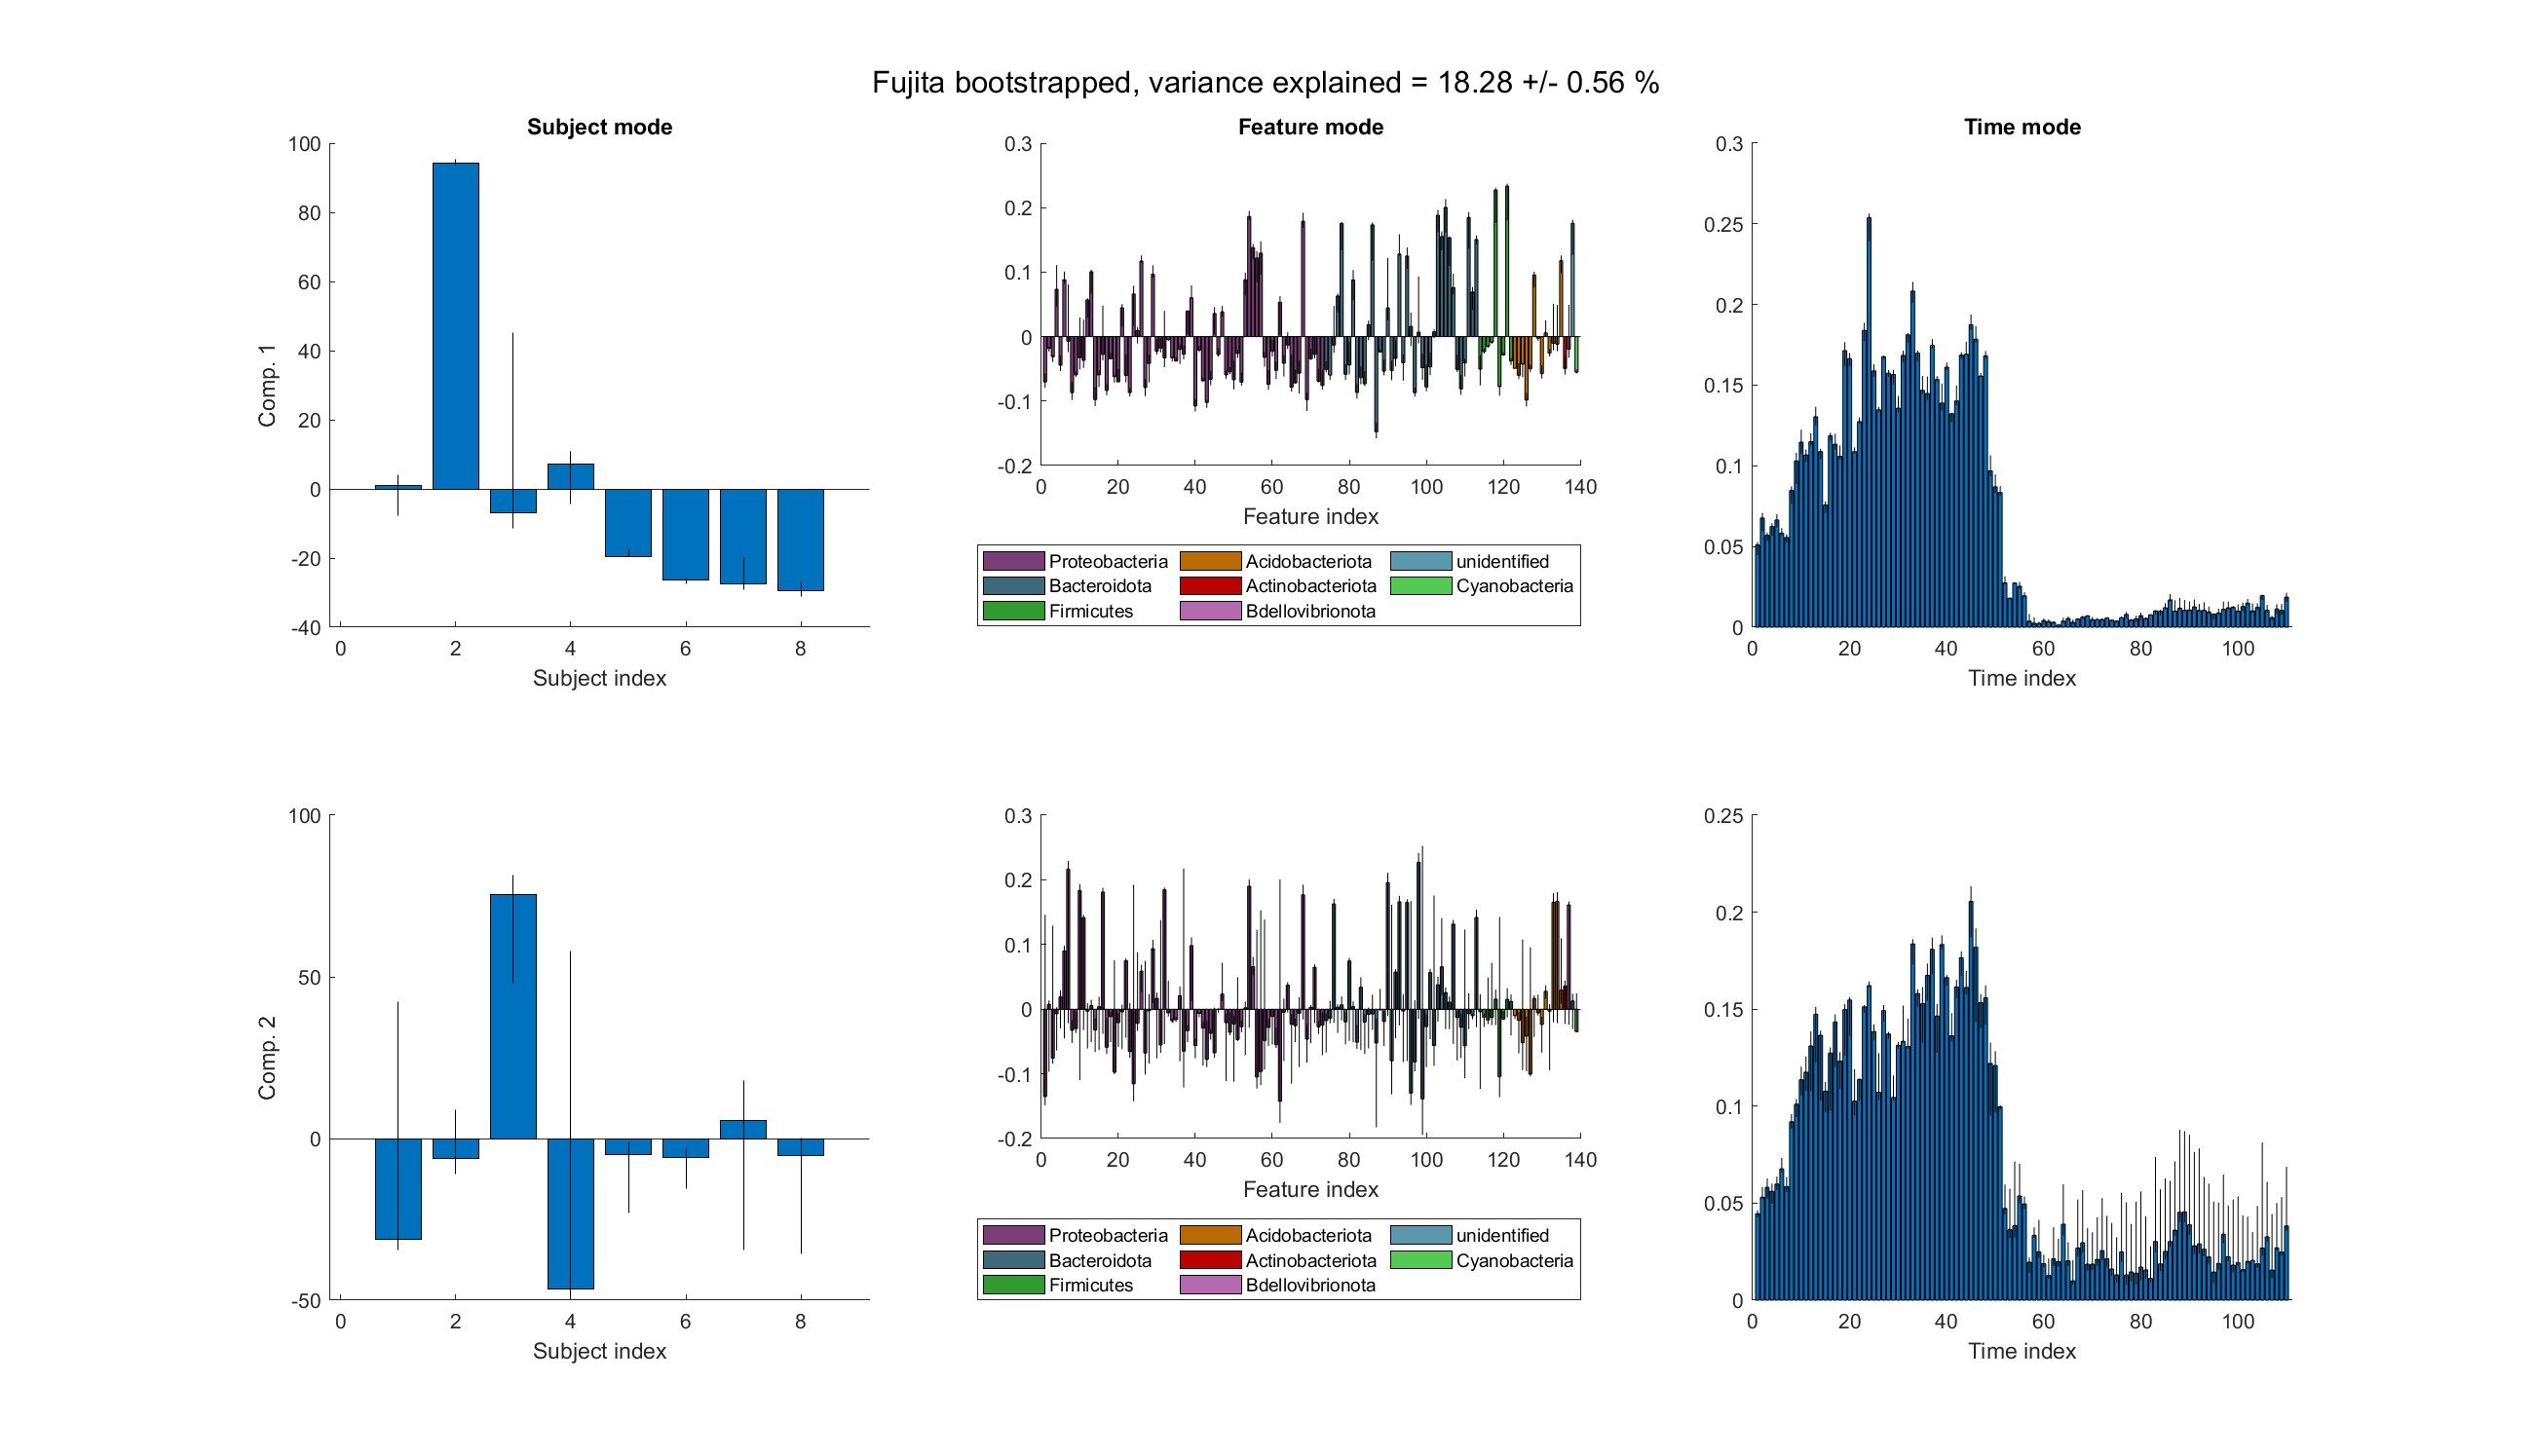 Fujita bootstrapped, variance explained = 18.28 +/- 0.56 %
Subject mode
Feature mode
Time mode
Comp. 1
100
80
60
40
20
0
-20
-40
0 2 4 6 8
Subject index
0.3
0.2
0.1
0
-0.1
-0.2
0 20 40 60 80 100 120 140
Feature index
Proteobacteria Acidobacteriota unidentified
Bacteroidota Actinobacteriota Cyanobacteria
Firmicutes Bdellovibrionota
0.3
0.25
0.2
0.15
0.1
0.05
0
0 20 40 60 80 100
Time index
Comp. 2
100
50
0
-50
0 2 4 6 8
Subject index
0.3
0.2
0.1
0
-0.1
-0.2
0 20 40 60 80 100 120 140
Feature index
Proteobacteria Acidobacteriota unidentified
Bacteroidota Actinobacteriota Cyanobacteria
Firmicutes Bdellovibrionota
0.25
0.2
0.15
0.1
0.05
0
0 20 40 60 80 100
Time index